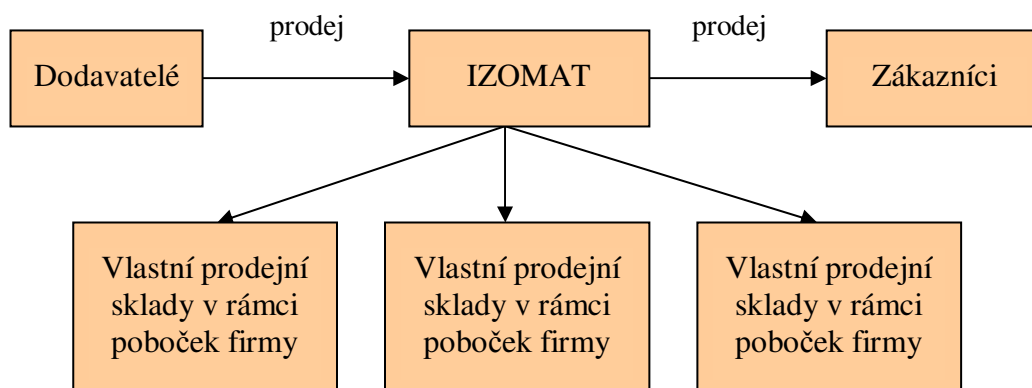 prodej
prodej
Dodavatelé
IZOMAT
Zákazníci
Vlastní prodejní
sklady v rámci
poboček firmy
Vlastní prodejní
sklady v rámci
poboček firmy
Vlastní prodejní
sklady v rámci
poboček firmy